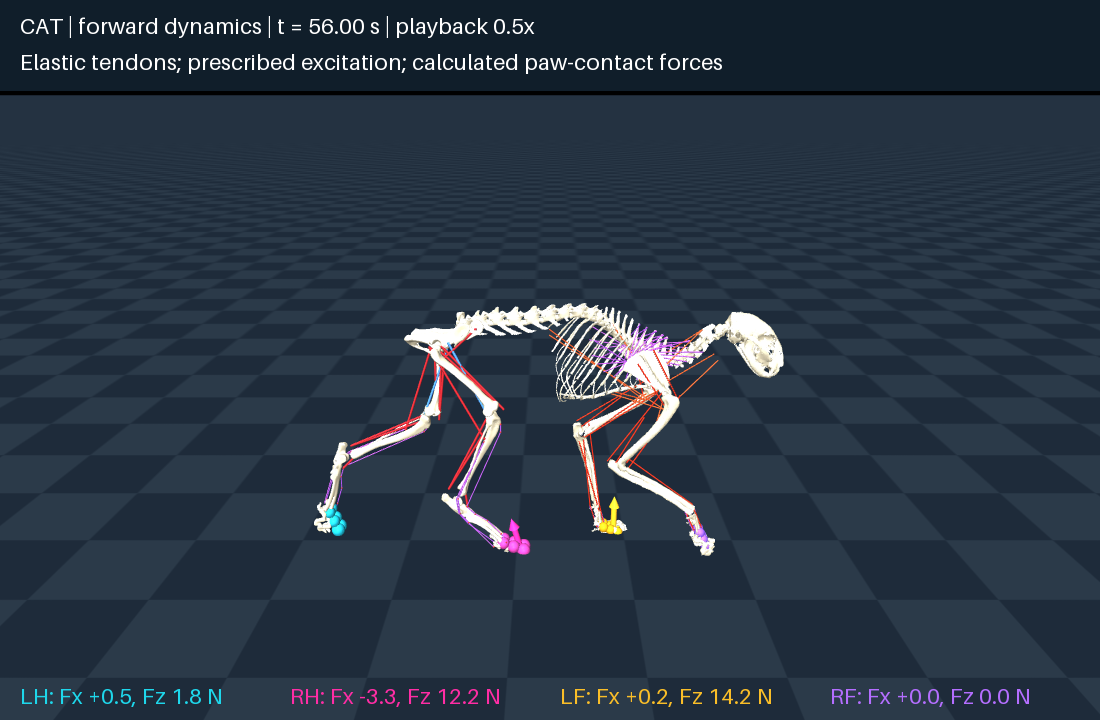 CAT | forward dynamics | t = 56.00 s | playback 0.5x
Elastic tendons; prescribed excitation; calculated paw-contact forces
LH: Fx +0.5, Fz 1.8 N RH: Fx -3.3, Fz 12.2 N LF: Fx +0.2, Fz 14.2 N RF: Fx +0.0, Fz 0.0 N